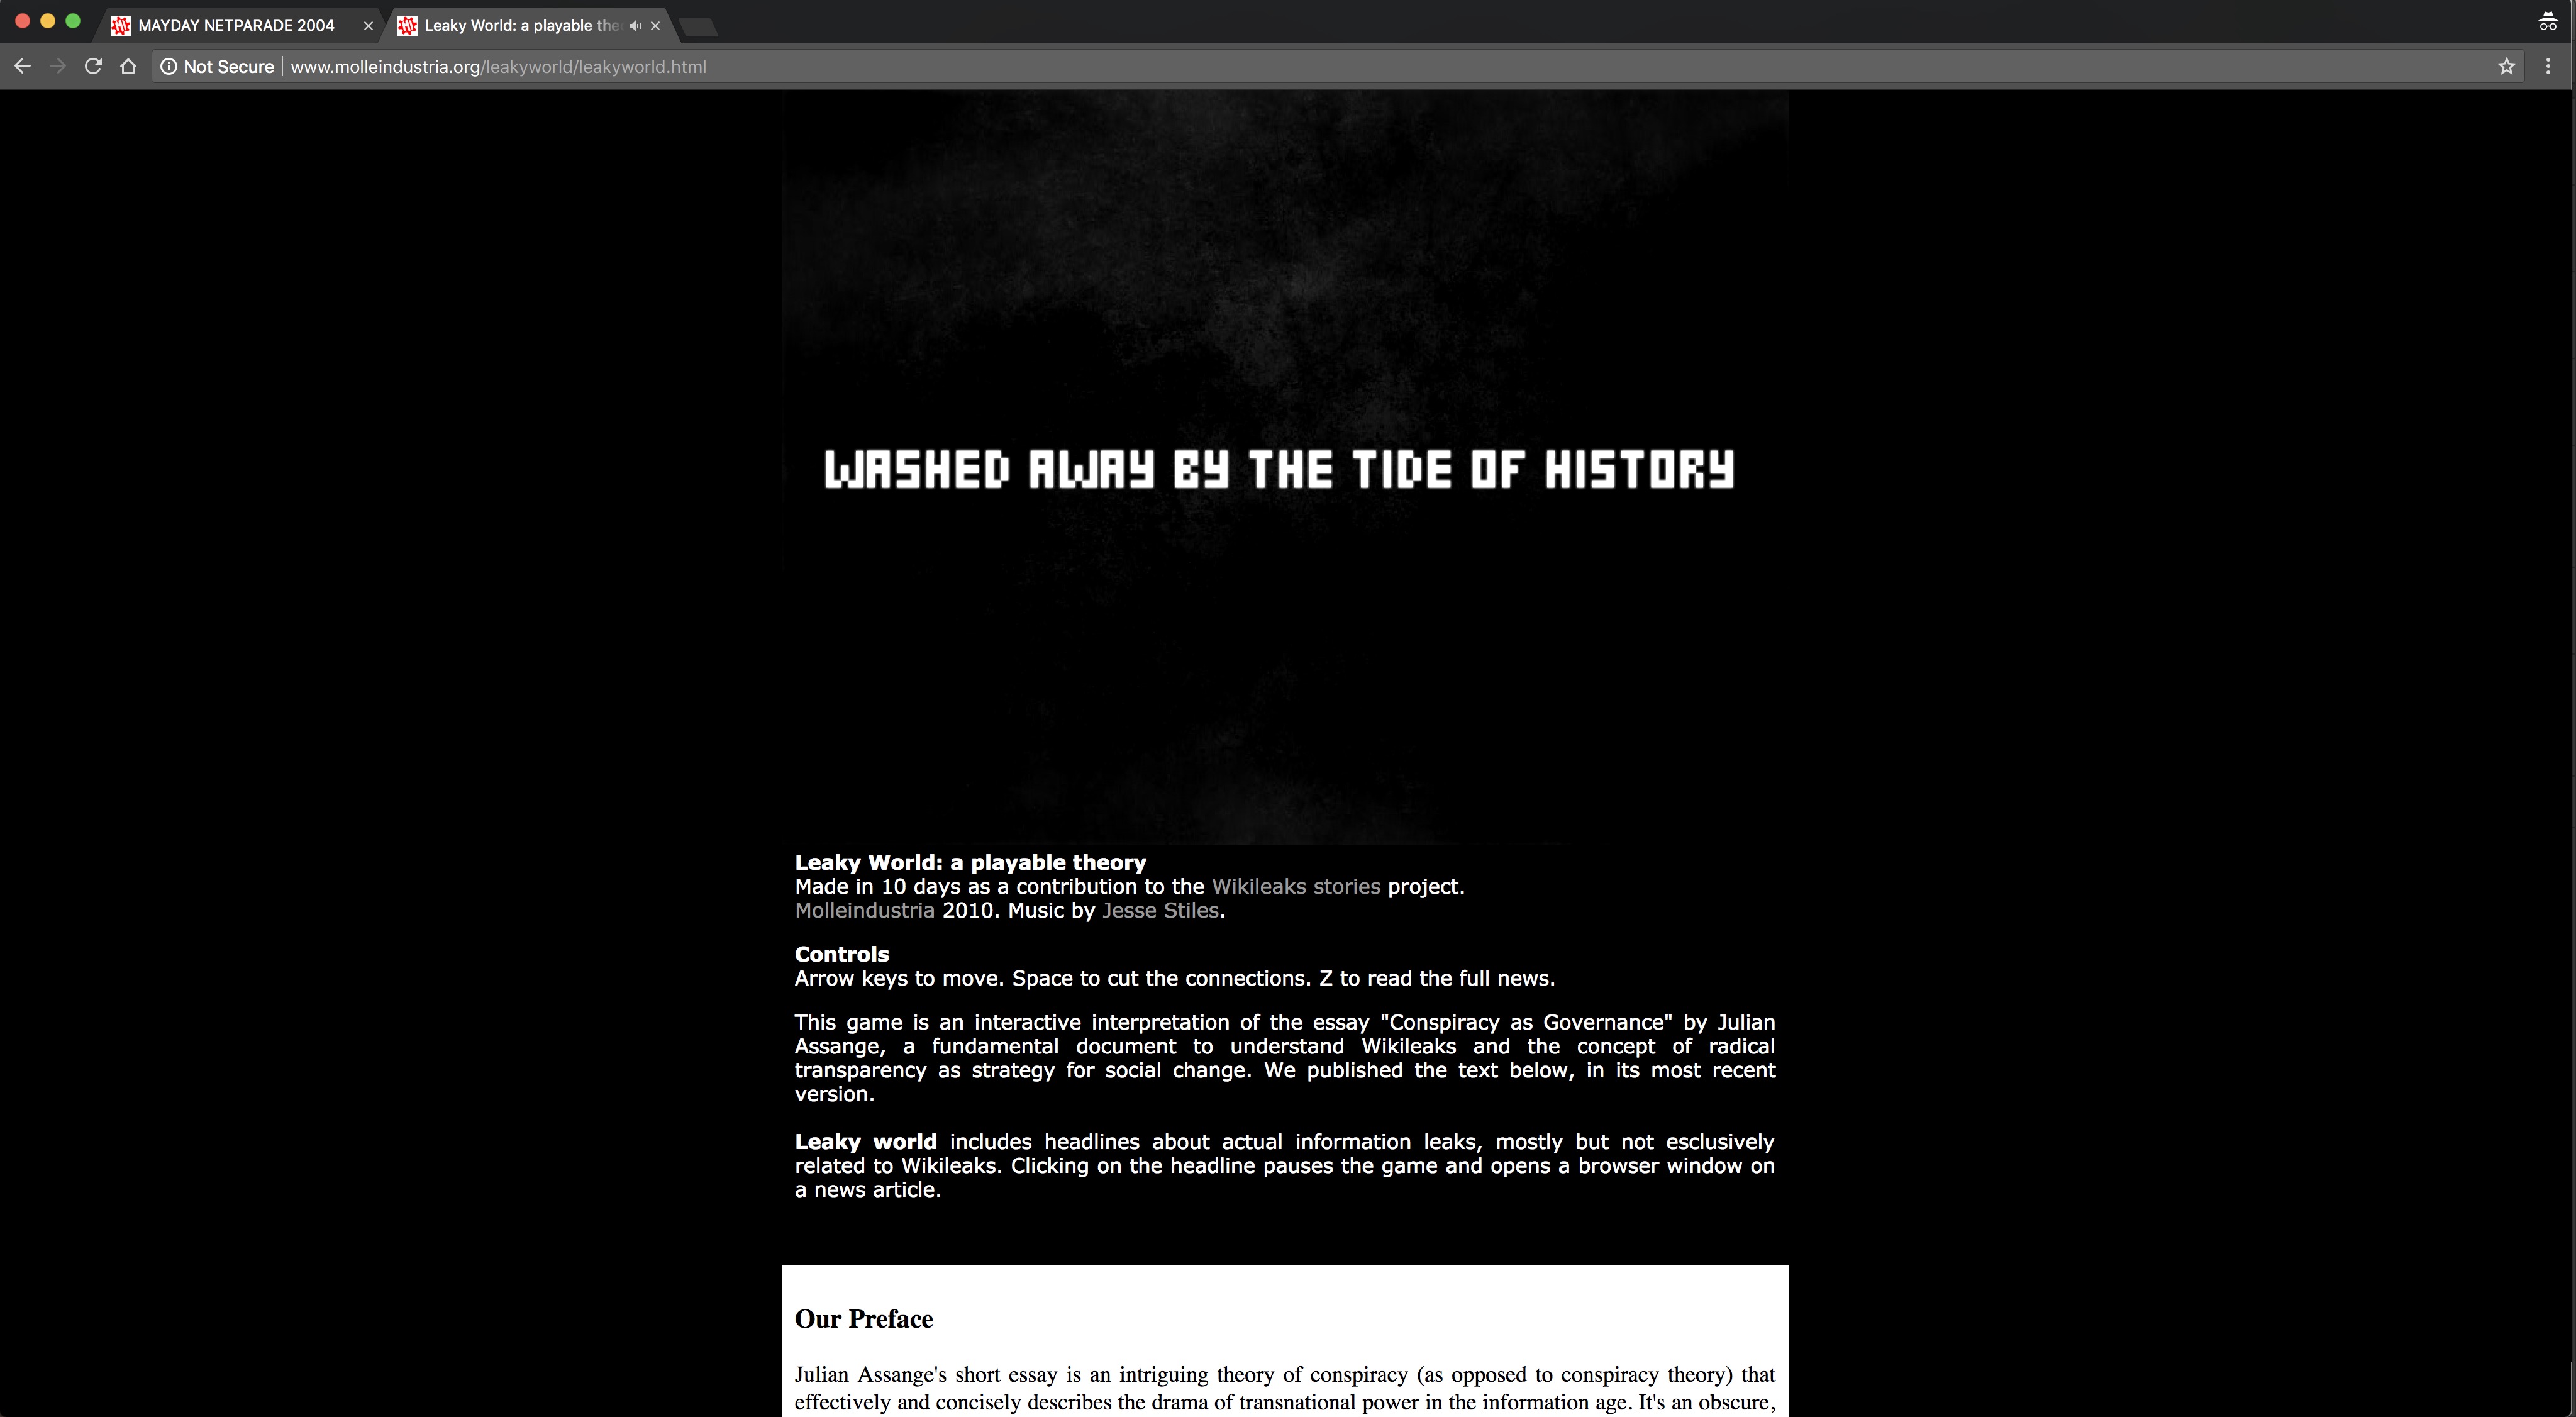 MAYDAY NETPARADE 2004
Leaky World: a playable the
Not Secure
www.molleindustria.org/leakyworld/leakyworld.html
WASHED AWAY BY THE TIDE OF HISTORY
Leaky World: a playable theory
Made in 10 days as a contribution to the Wikileaks stories project.
Molleindustria 2010. Music by Jesse Stiles.
Controls
Arrow keys to move. Space to cut the connections. Z to read the full news.
This game is an interactive interpretation of the essay "Conspiracy as Governance" by Julian
Assange, a fundamental document to understand Wikileaks and the concept of radical
transparency as strategy for social change. We published the text below, in its most recent
version.
Leaky world includes headlines about actual information leaks, mostly but not esclusively
related to Wikileaks. Clicking on the headline pauses the game and opens a browser window on
a news article.
Our Preface
Julian Assange's short essay is an intriguing theory of conspiracy (as opposed to conspiracy theory) that
effectively and concisely describes the drama of transnational power in the information age. It's an obscure,